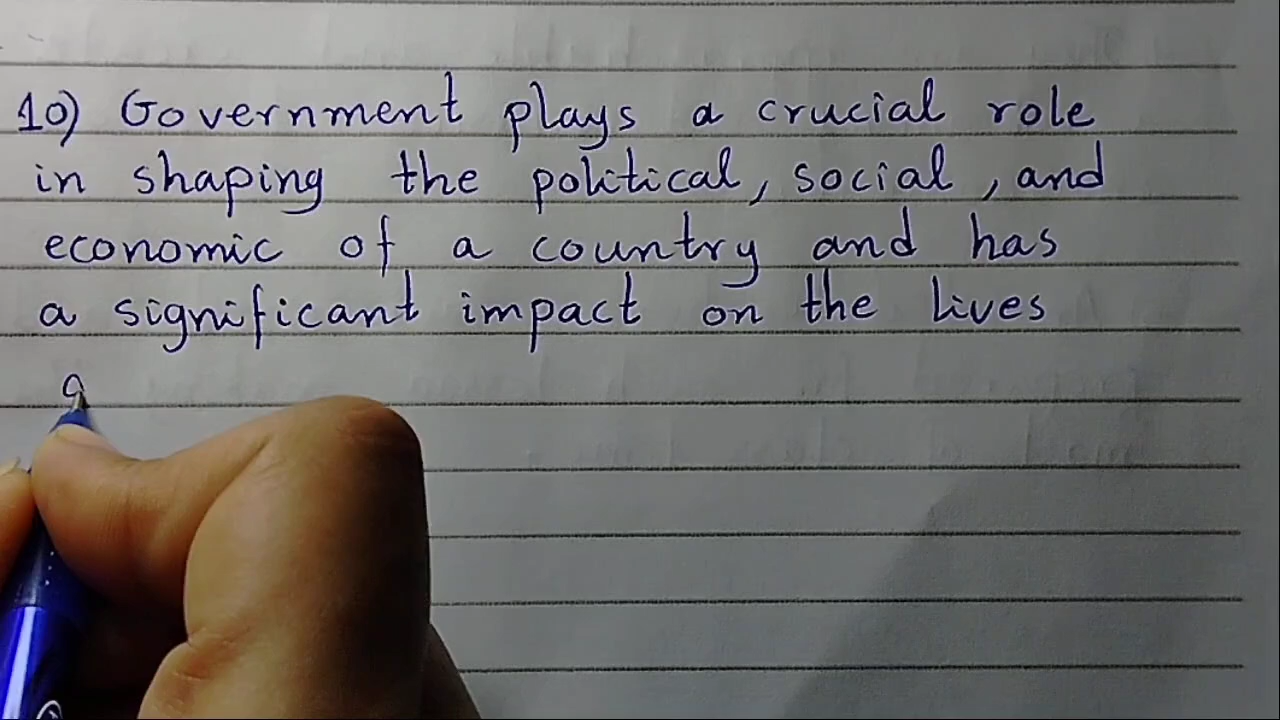 10) Government plays a crucial role
in shaping the political, social, and
economic of a country and has
a significant impact on the lives